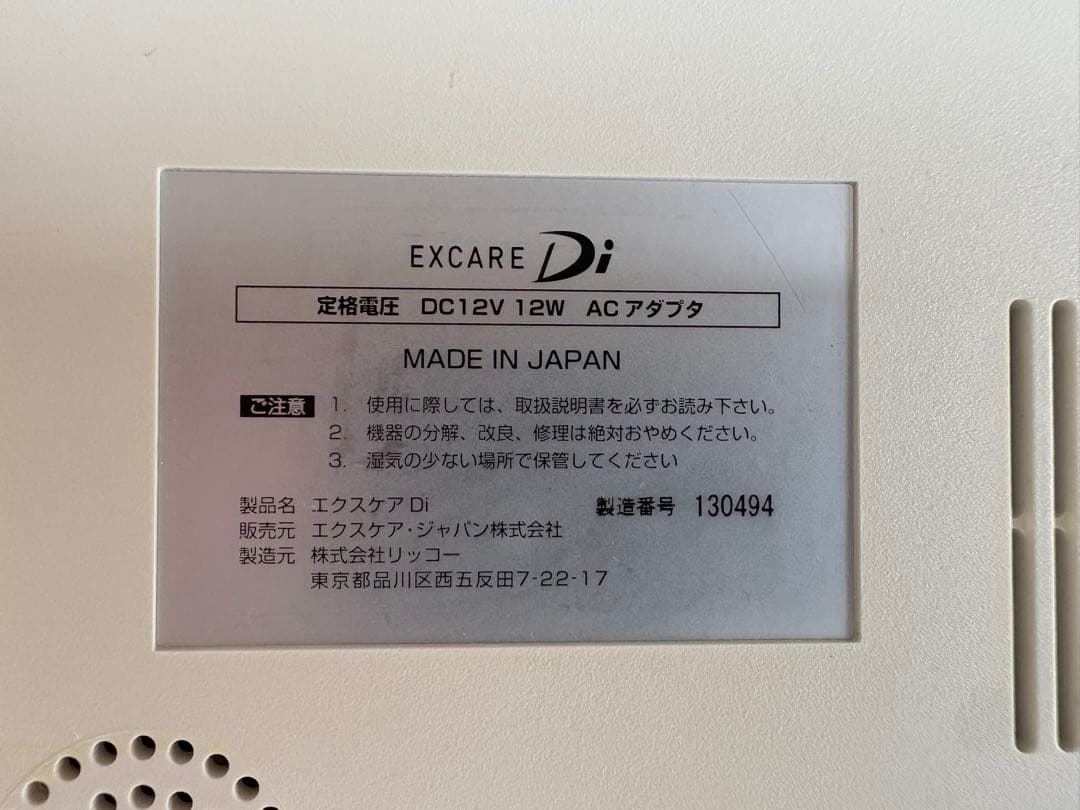 EXCARE Di
定格電圧 DC12V 12W ACアダプタ
MADE IN JAPAN
ご注意 1. 使用に際しては、取扱説明書を必ずお読み下さい。
2. 機器の分解、改良、修理は絶対おやめください。
3. 湿気の少ない場所で保管してください
製品名 エクスケア Di 製造番号 130494
販売元 エクスケア・ジャパン株式会社
製造元 株式会社リッコー
東京都品川区西五反田7-22-17